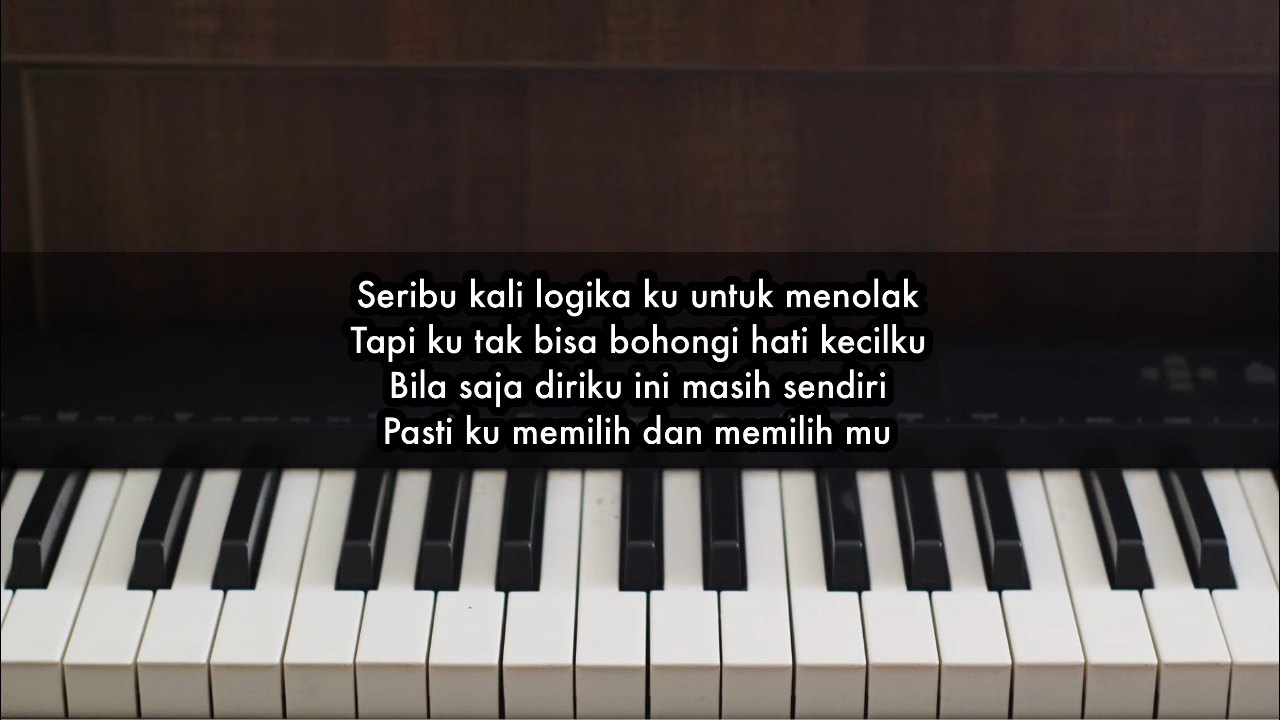 Seribu kali logika ku untuk menolak
Tapi ku tak bisa bohongi hati kecilku
Bila saja diriku ini masih sendiri
Pasti ku memilih dan memilih mu